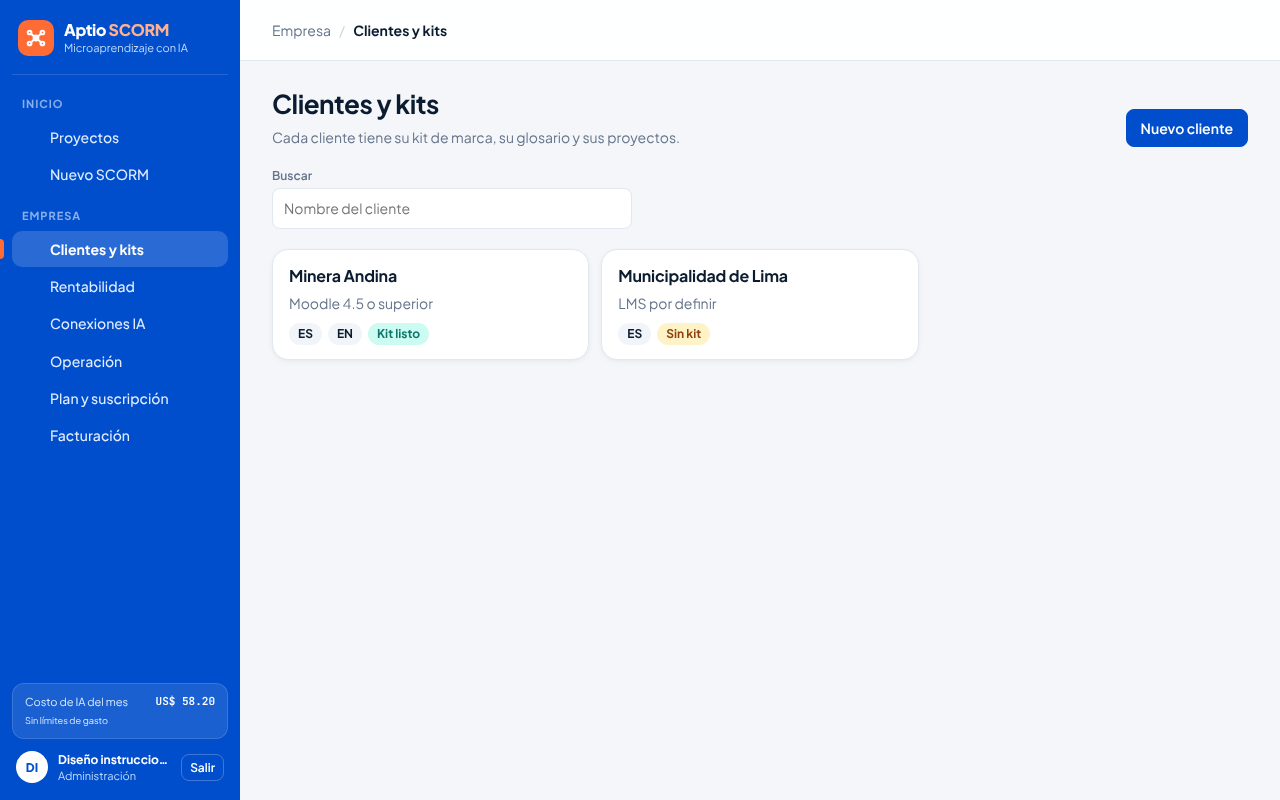 Aptio SCORM
Microaprendizaje con IA
INICIO
Proyectos
Nuevo SCORM
EMPRESA
Clientes y kits
Rentabilidad
Conexiones IA
Operación
Plan y suscripción
Facturación
Costo de IA del mes US$ 58.20
Sin límites de gasto
DI
Diseño instruccio...
Administración
Salir
Empresa / Clientes y kits
Clientes y kits
Cada cliente tiene su kit de marca, su glosario y sus proyectos.
Nuevo cliente
Buscar
Nombre del cliente
Minera Andina
Moodle 4.5 o superior
ES EN Kit listo
Municipalidad de Lima
LMS por definir
ES Sin kit